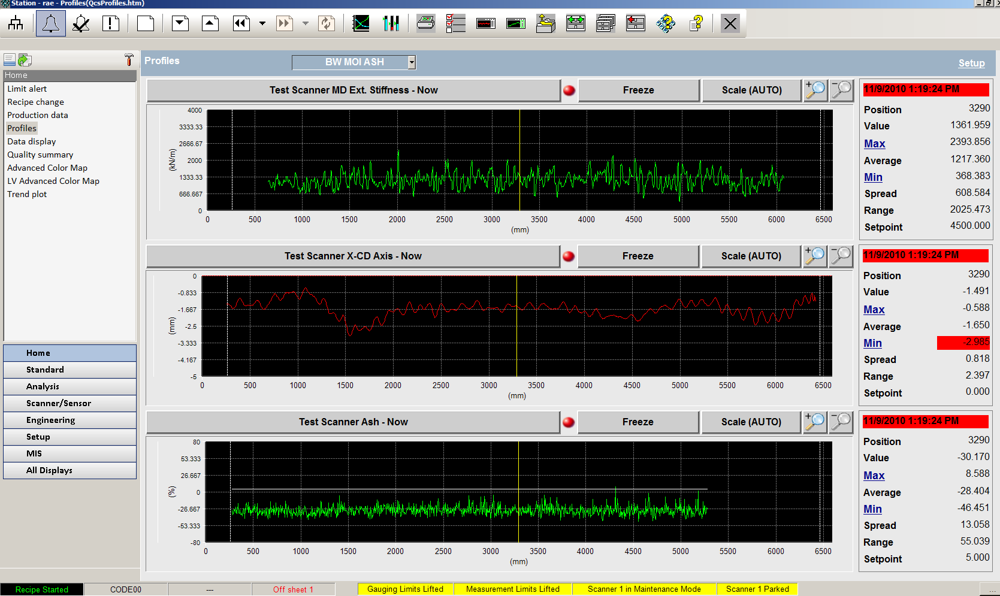 Station - rae - Profiles(QcsProfiles.htm)
Home
Limit alert
Recipe change
Production data
Profiles
Data display
Quality summary
Advanced Color Map
LV Advanced Color Map
Trend plot
Home
Standard
Analysis
Scanner/Sensor
Engineering
Setup
MIS
All Displays
Profiles
BW MOI ASH
Setup
Test Scanner MD Ext. Stiffness - Now
Freeze
Scale (AUTO)
4000
3333.33
2666.67
2000
1333.33
666.667
0
(kN/m)
0 500 1000 1500 2000 2500 3000 3500 4000 4500 5000 5500 6000 6500
(mm)
11/9/2010 1:19:24 PM
Position 3290
Value 1361.959
Max 2393.856
Average 1217.360
Min 368.383
Spread 608.584
Range 2025.473
Setpoint 4500.000
Test Scanner X-CD Axis - Now
Freeze
Scale (AUTO)
0
-0.833
-1.667
-2.5
-3.333
-4.167
-5
(mm)
0 500 1000 1500 2000 2500 3000 3500 4000 4500 5000 5500 6000 6500
(mm)
11/9/2010 1:19:24 PM
Position 3290
Value -1.491
Max -0.588
Average -1.650
Min -2.985
Spread 0.818
Range 2.397
Setpoint 0.000
Test Scanner Ash - Now
Freeze
Scale (AUTO)
80
53.333
26.667
0
-26.667
-53.333
-80
(%)
0 500 1000 1500 2000 2500 3000 3500 4000 4500 5000 5500 6000 6500
(mm)
11/9/2010 1:19:24 PM
Position 3290
Value -30.170
Max 8.588
Average -28.404
Min -46.451
Spread 13.058
Range 55.039
Setpoint 5.000
Recipe Started
CODE00
---
Off sheet 1
Gauging Limits Lifted
Measurement Limits Lifted
Scanner 1 in Maintenance Mode
Scanner 1 Parked
...